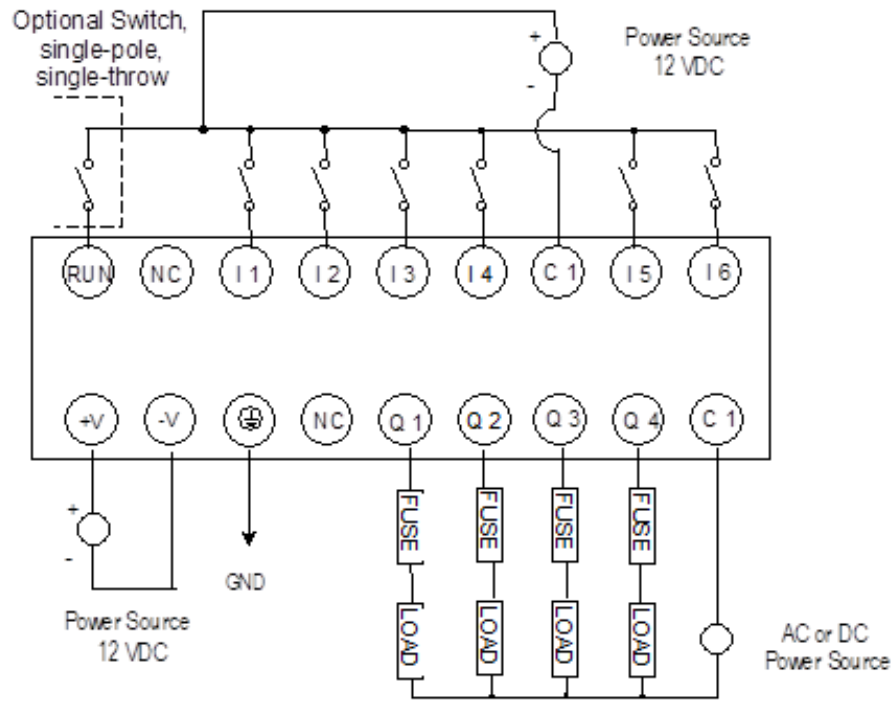 Optional Switch,
single-pole,
single-throw
+
-
Power Source
12 VDC
RUN NC I 1 I 2 I 3 I 4 C 1 I 5 I 6
+V -V NC Q 1 Q 2 Q 3 Q 4 C 1
+
-
Power Source
12 VDC
GND
FUSE FUSE FUSE FUSE
LOAD LOAD LOAD LOAD
AC or DC
Power Source